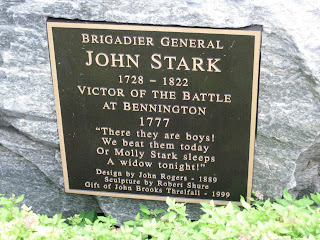 BRIGADIER GENERAL
JOHN STARK
1728 – 1822
VICTOR OF THE BATTLE
AT BENNINGTON
1777
"There they are boys!
We beat them today
Or Molly Stark sleeps
A widow tonight!"
Design by John Rogers - 1889
Sculpture by Robert Shure
Gift of John Brooks Threlfall - 1999